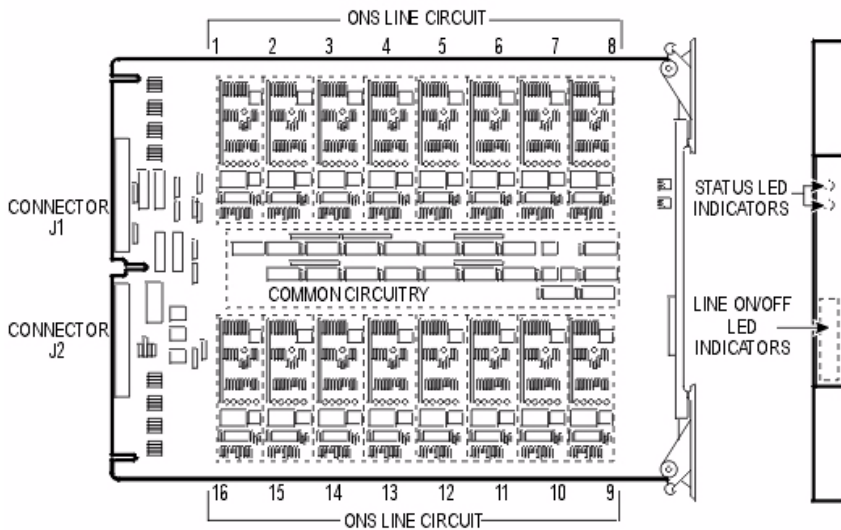 ONS LINE CIRCUIT
1 2 3 4 5 6 7 8
CONNECTOR
J1
STATUS LED
INDICATORS
COMMON CIRCUITRY
CONNECTOR
J2
LINE ON/OFF
LED
INDICATORS
16 15 14 13 12 11 10 9
ONS LINE CIRCUIT